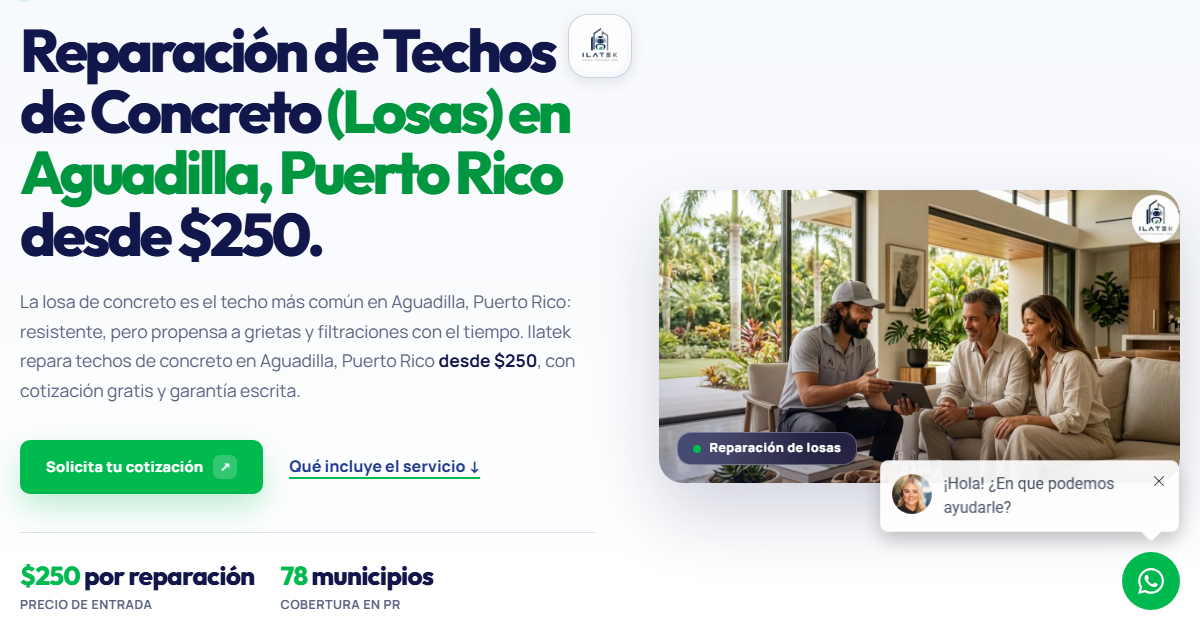 Reparación de Techos
de Concreto (Losas) en
Aguadilla, Puerto Rico
desde $250.
ILATEK
La losa de concreto es el techo más común en Aguadilla, Puerto Rico:
resistente, pero propensa a grietas y filtraciones con el tiempo. Ilatek
repara techos de concreto en Aguadilla, Puerto Rico desde $250, con
cotización gratis y garantía escrita.
Solicita tu cotización ↗
Qué incluye el servicio ↓
$250 por reparación
PRECIO DE ENTRADA
78 municipios
COBERTURA EN PR
ILATEK
Reparación de losas
¡Hola! ¿En que podemos
ayudarle?